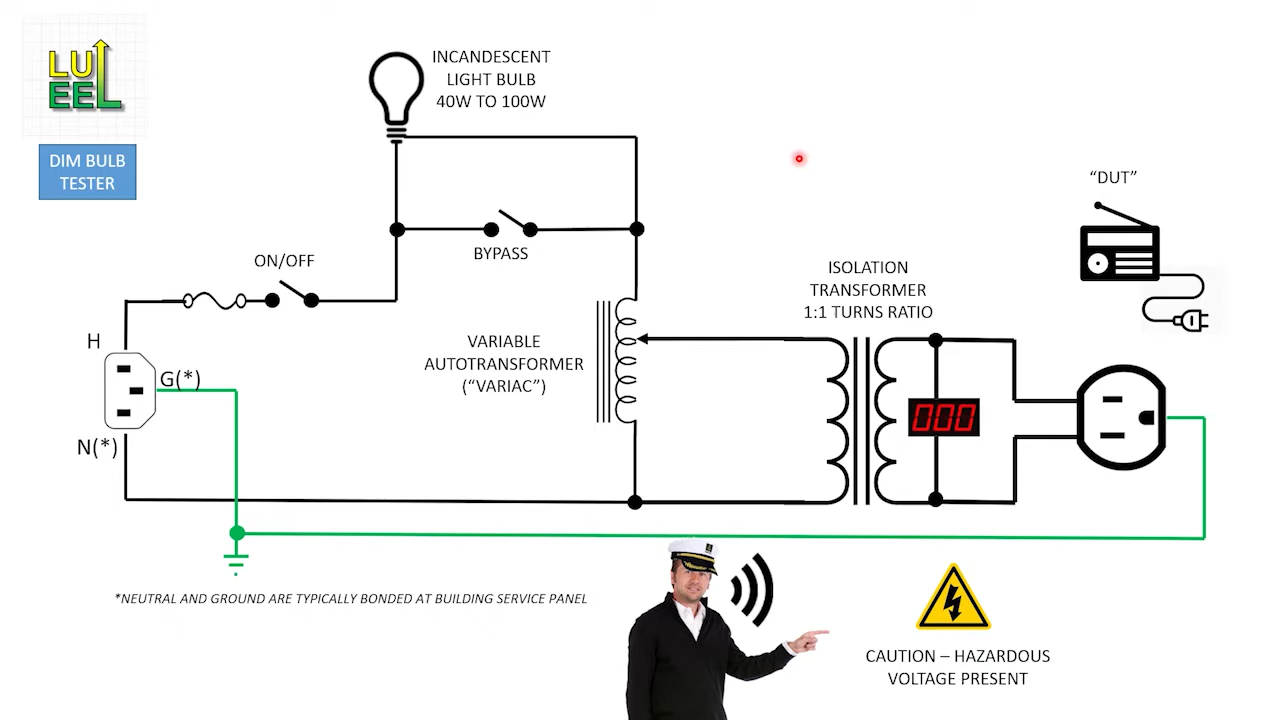 LU
EEL
DIM BULB
TESTER
INCANDESCENT
LIGHT BULB
40W TO 100W
"DUT"
BYPASS
ON/OFF
ISOLATION
TRANSFORMER
1:1 TURNS RATIO
VARIABLE
AUTOTRANSFORMER
("VARIAC")
H
G(*)
N(*)
000
*NEUTRAL AND GROUND ARE TYPICALLY BONDED AT BUILDING SERVICE PANEL
CAUTION – HAZARDOUS
VOLTAGE PRESENT